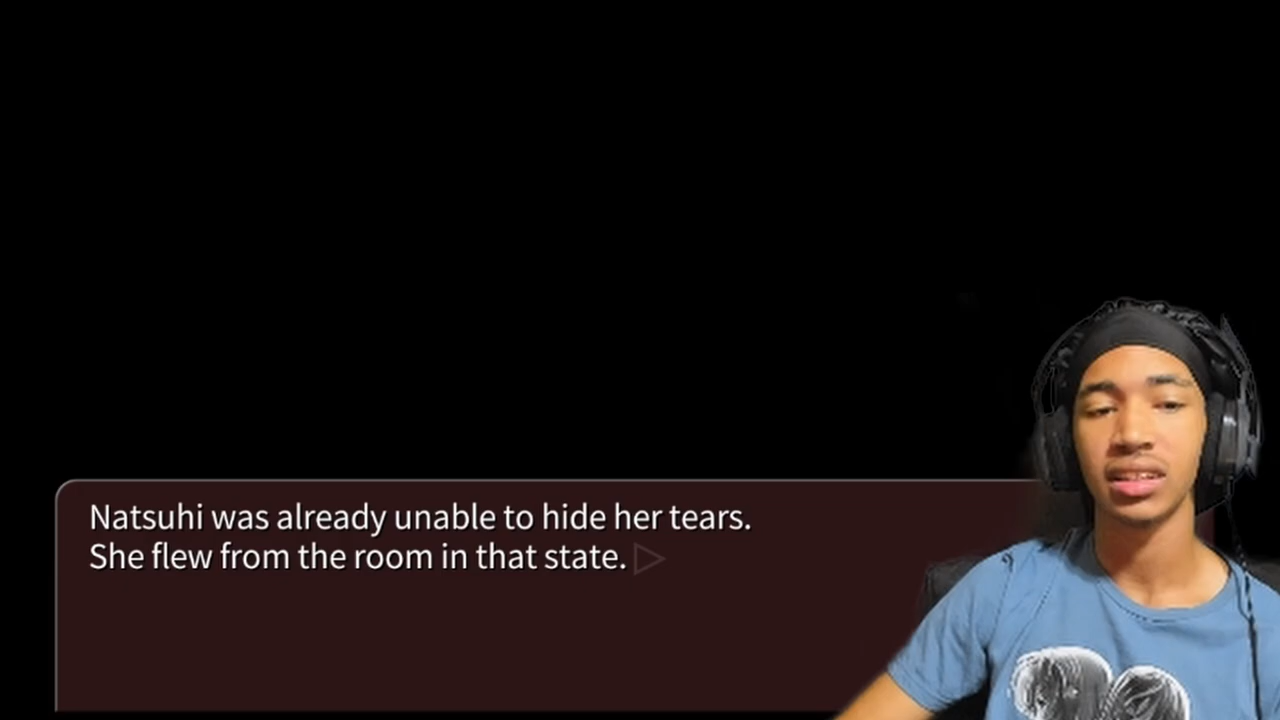 Natsuhi was already unable to hide her tears.
She flew from the room in that state.